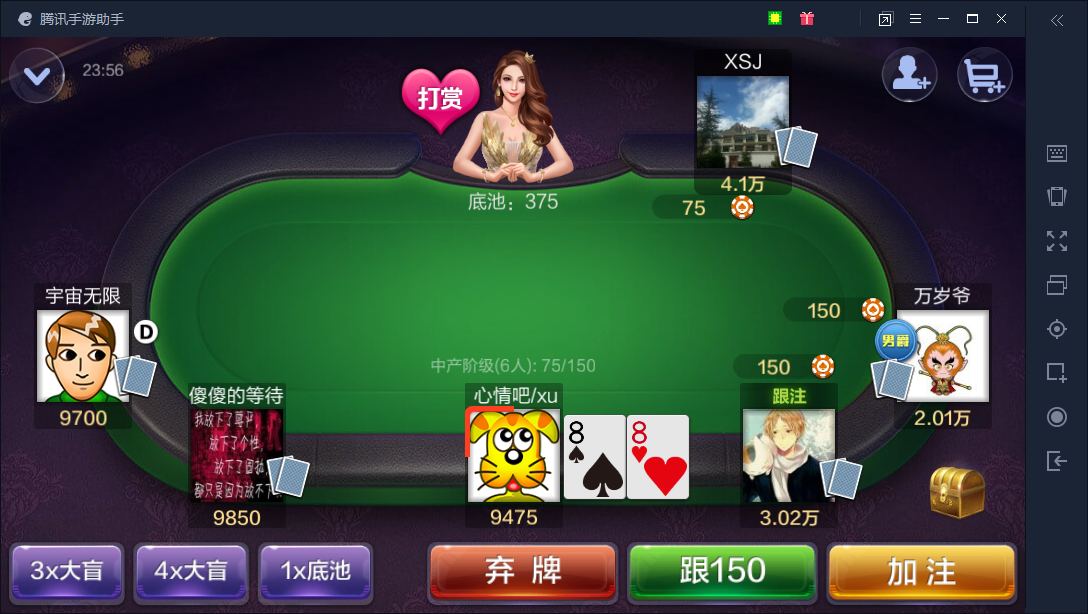 腾讯手游助手
23:56
打赏
XSJ
4.1万
底池：375
75
宇宙无限
D
9700
150
万岁爷
男爵
2.01万
中产阶级(6人): 75/150
150
傻傻的等待
我放下了尊严，
放下了个性，
放下了固执，
都只是因为放不下
9850
心情吧/xu
8
8
9475
跟注
3.02万
3x大盲
4x大盲
1x底池
弃 牌
跟150
加 注